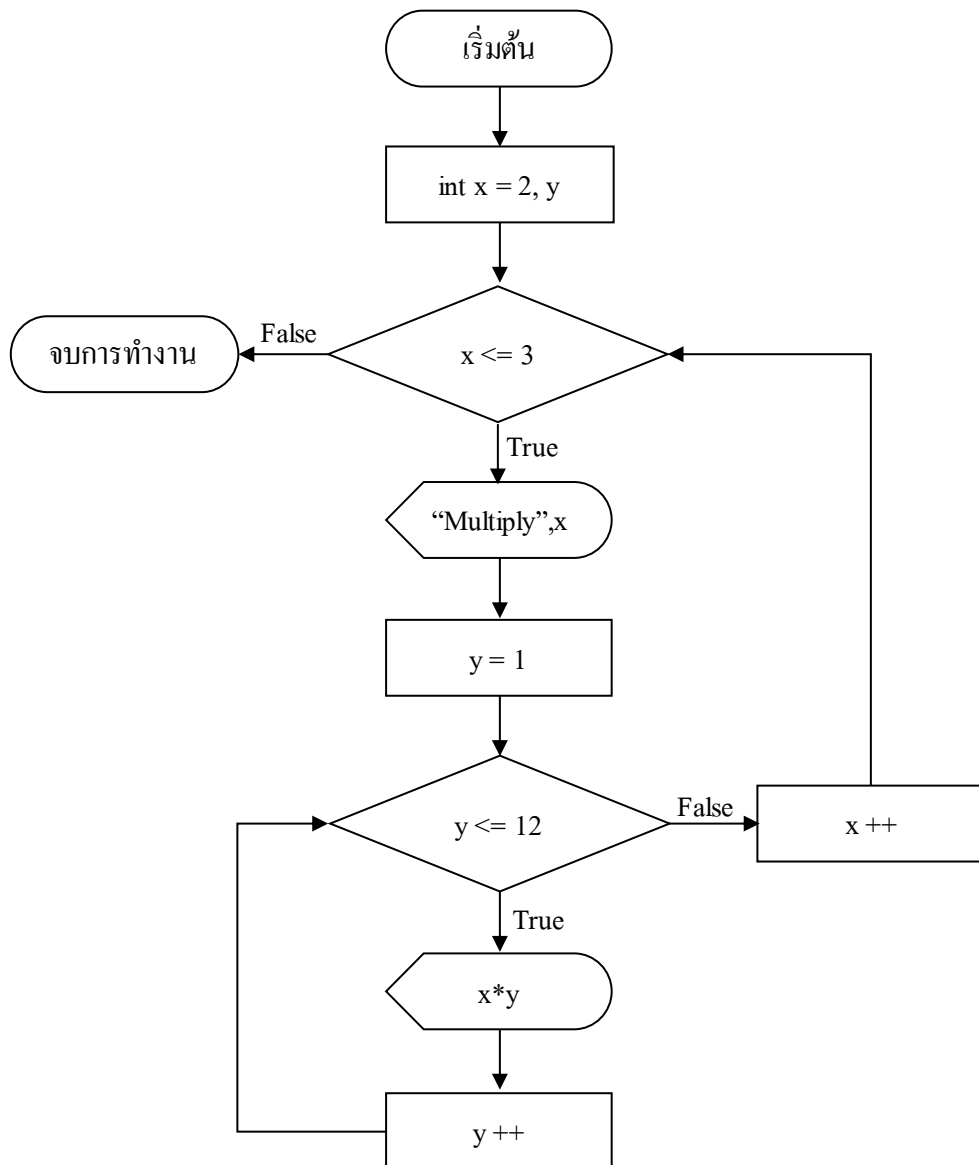 เริ่มต้น
int x = 2, y
x <= 3
False
จบการทำงาน
True
“Multiply”,x
y = 1
y <= 12
False
x ++
True
x*y
y ++